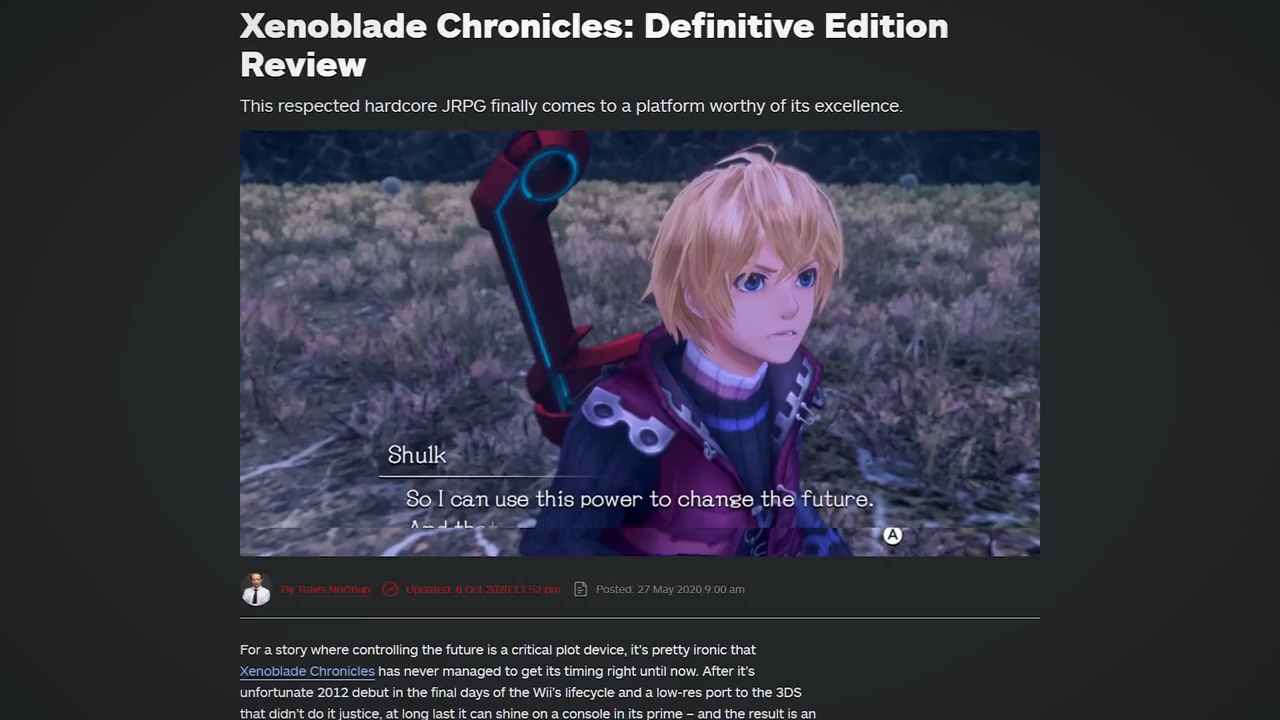 Xenoblade Chronicles: Definitive Edition
Review
This respected hardcore JRPG finally comes to a platform worthy of its excellence.
Shulk
So I can use this power to change the future.
And that
A
By Travis Northup Updated: 8 Oct 2020 11:52 pm Posted: 27 May 2020 9:00 am
For a story where controlling the future is a critical plot device, it's pretty ironic that
Xenoblade Chronicles has never managed to get its timing right until now. After it's
unfortunate 2012 debut in the final days of the Wii's lifecycle and a low-res port to the 3DS
that didn't do it justice, at long last it can shine on a console in its prime – and the result is an